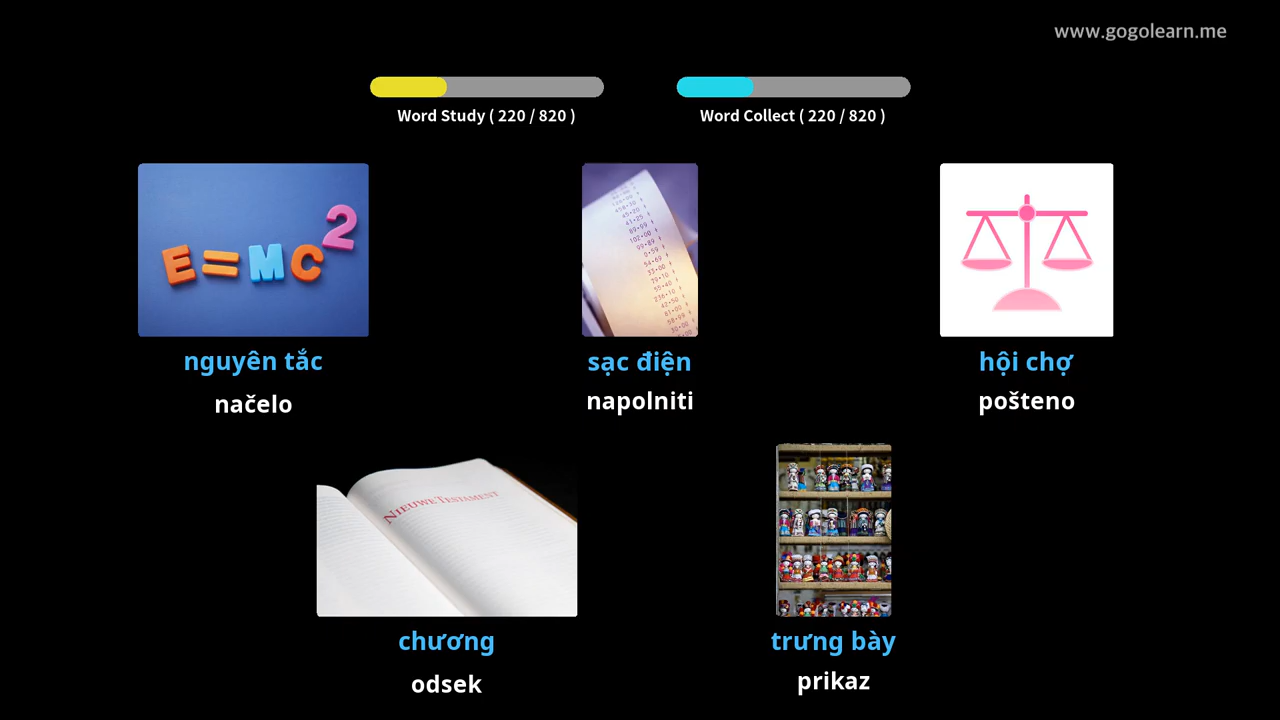 www.gogolearn.me
Word Study ( 220 / 820 )
Word Collect ( 220 / 820 )
E=MC2
nguyên tắc
načelo
sạc điện
napolniti
hội chợ
pošteno
NIEUWE TESTAMENT
chương
odsek
trưng bày
prikaz